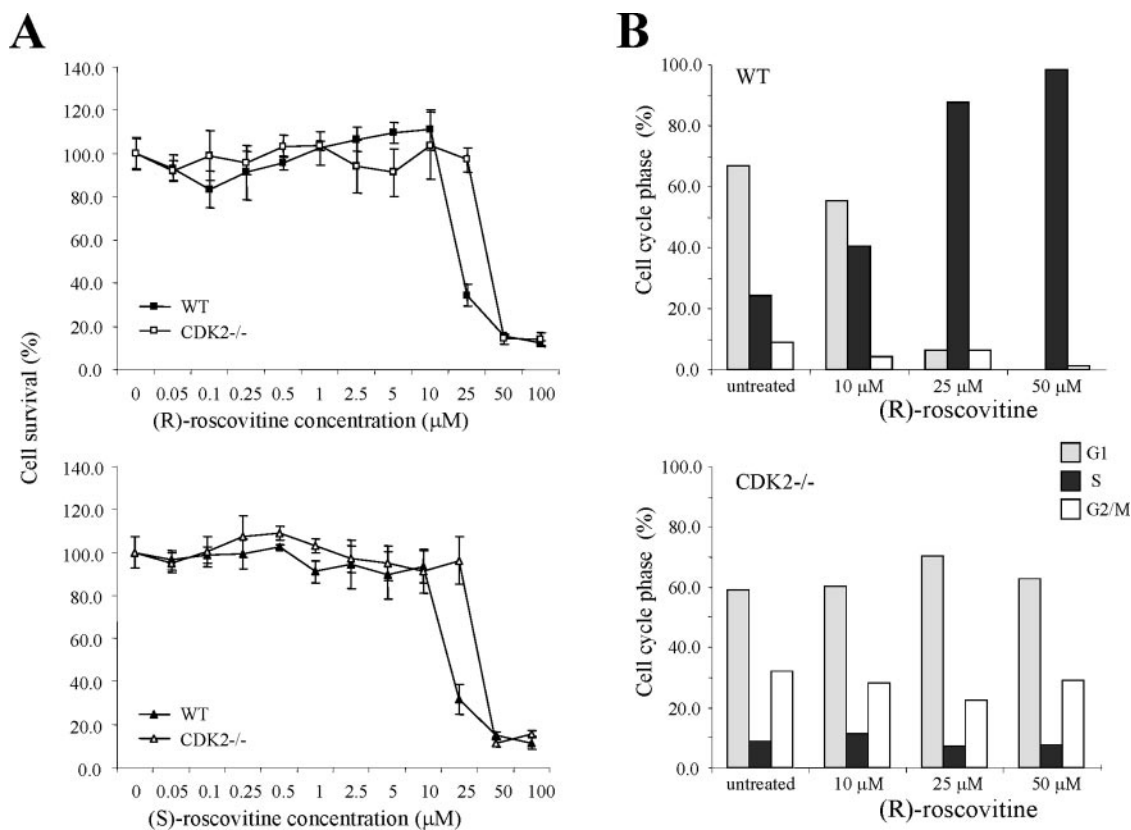 A
140.0
120.0
100.0
80.0
60.0
40.0
20.0
0.0
WT
CDK2-/-
0 0.05 0.1 0.25 0.5 1 2.5 5 10 25 50 100
(R)-roscovitine concentration (μM)
Cell survival (%)
140.0
120.0
100.0
80.0
60.0
40.0
20.0
0.0
WT
CDK2-/-
0 0.05 0.1 0.25 0.5 1 2.5 5 10 25 50 100
(S)-roscovitine concentration (μM)
B
WT
Cell cycle phase (%)
100.0
80.0
60.0
40.0
20.0
0.0
untreated 10 μM 25 μM 50 μM
(R)-roscovitine
G1
S
G2/M
CDK2-/-
Cell cycle phase (%)
100.0
80.0
60.0
40.0
20.0
0.0
untreated 10 μM 25 μM 50 μM
(R)-roscovitine